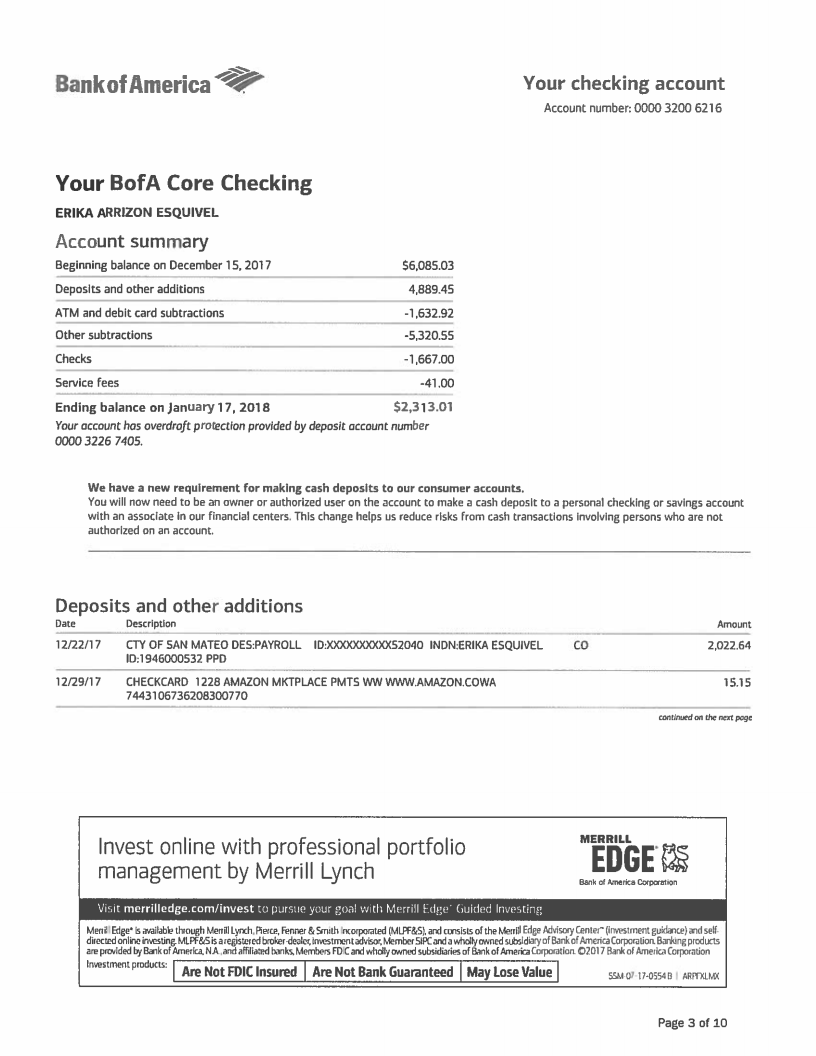 BankofAmerica
Your checking account
Account number: 0000 3200 6216
Your BofA Core Checking
ERIKA ARRIZON ESQUIVEL
Account summary
Beginning balance on December 15, 2017 $6,085.03
Deposits and other additions 4,889.45
ATM and debit card subtractions -1,632.92
Other subtractions -5,320.55
Checks -1,667.00
Service fees -41.00
Ending balance on January 17, 2018 $2,313.01
Your account has overdraft protection provided by deposit account number
0000 3226 7405.
We have a new requirement for making cash deposits to our consumer accounts.
You will now need to be an owner or authorized user on the account to make a cash deposit to a personal checking or savings account
with an associate in our financial centers. This change helps us reduce risks from cash transactions involving persons who are not
authorized on an account.
Deposits and other additions
Date Description Amount
12/22/17 CTY OF SAN MATEO DES:PAYROLL ID:XXXXXXXXXX52040 INDN:ERIKA ESQUIVEL CO 2,022.64
ID:1946000532 PPD
12/29/17 CHECKCARD 1228 AMAZON MKTPLACE PMTS WW WWW.AMAZON.COWA 15.15
74431067362083​00770
continued on the next page
Invest online with professional portfolio
management by Merrill Lynch
MERRILL
EDGE
Bank of America Corporation
Visit merrilledge.com/invest to pursue your goal with Merrill Edge® Guided Investing
Merrill Edge® is available through Merrill Lynch, Pierce, Fenner & Smith Incorporated (MLPF&S), and consists of the Merrill Edge Advisory Center™ (investment guidance) and self-
directed online investing. MLPF&S is a registered broker-dealer, investment advisor, Member SIPC and a wholly owned subsidiary of Bank of America Corporation. Banking products
are provided by Bank of America, N.A., and affiliated banks, Members FDIC and wholly owned subsidiaries of Bank of America Corporation. ©2017 Bank of America Corporation
Investment products: Are Not FDIC Insured Are Not Bank Guaranteed May Lose Value
SSM-07-17-0554 B | ARPFXLMX
Page 3 of 10